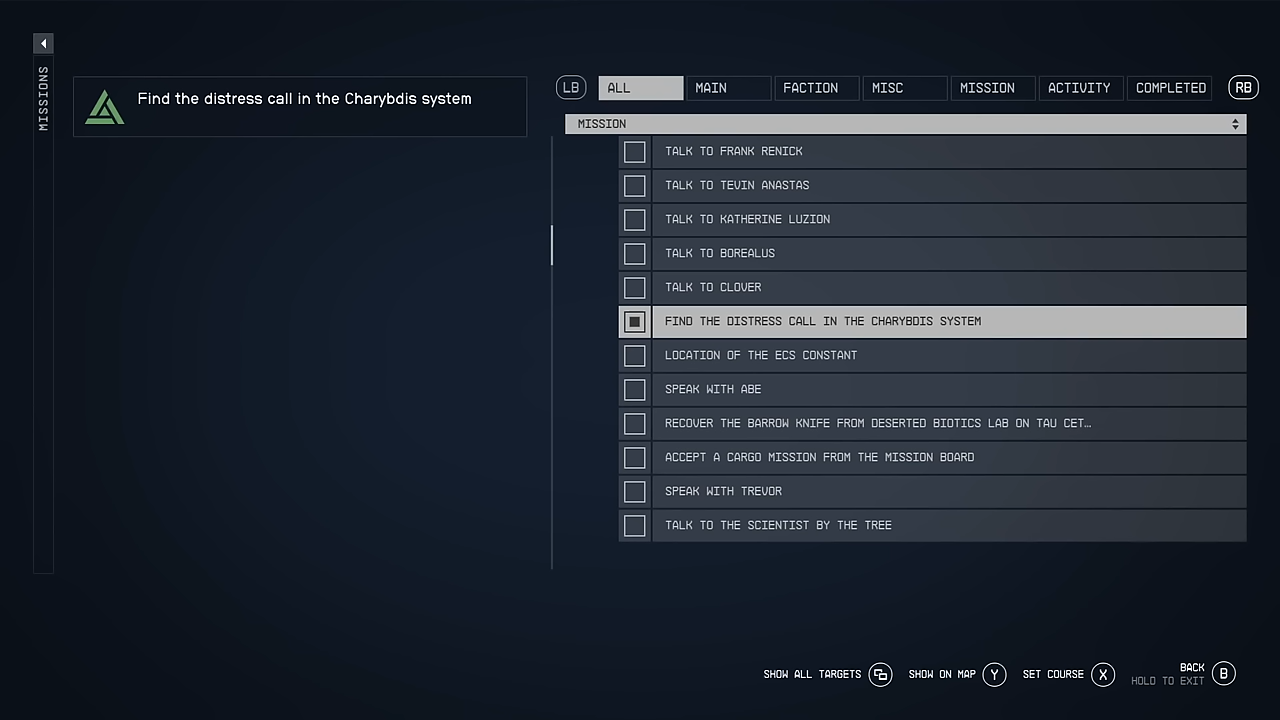 MISSIONS
Find the distress call in the Charybdis system
LB ALL MAIN FACTION MISC MISSION ACTIVITY COMPLETED RB
MISSION
TALK TO FRANK RENICK
TALK TO TEVIN ANASTAS
TALK TO KATHERINE LUZION
TALK TO BOREALUS
TALK TO CLOVER
FIND THE DISTRESS CALL IN THE CHARYBDIS SYSTEM
LOCATION OF THE ECS CONSTANT
SPEAK WITH ABE
RECOVER THE BARROW KNIFE FROM DESERTED BIOTICS LAB ON TAU CET...
ACCEPT A CARGO MISSION FROM THE MISSION BOARD
SPEAK WITH TREVOR
TALK TO THE SCIENTIST BY THE TREE
SHOW ALL TARGETS SHOW ON MAP Y SET COURSE X BACK B
HOLD TO EXIT